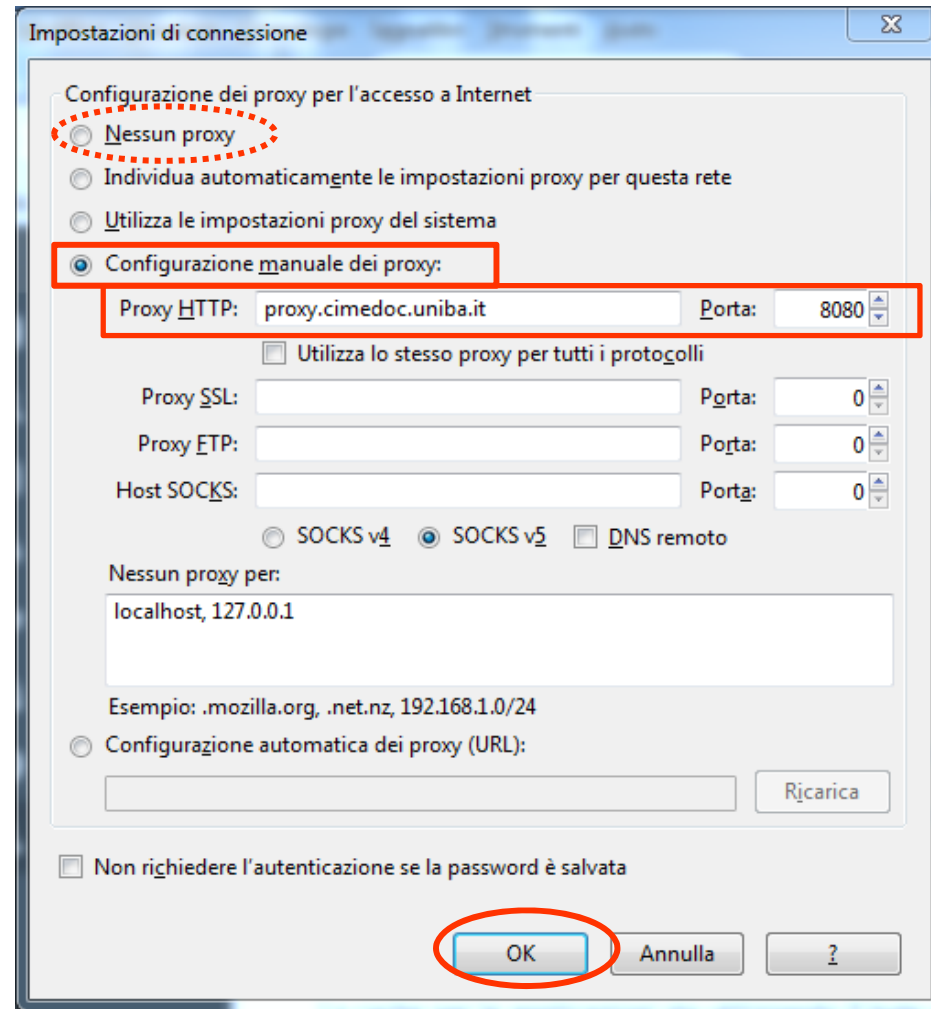 Impostazioni di connessione
Configurazione dei proxy per l'accesso a Internet
Nessun proxy
Individua automaticamente le impostazioni proxy per questa rete
Utilizza le impostazioni proxy del sistema
Configurazione manuale dei proxy:
Proxy HTTP: proxy.cimedoc.uniba.it Porta: 8080
Utilizza lo stesso proxy per tutti i protocolli
Proxy SSL: Porta: 0
Proxy FTP: Porta: 0
Host SOCKS: Porta: 0
SOCKS v4 SOCKS v5 DNS remoto
Nessun proxy per:
localhost, 127.0.0.1
Esempio: .mozilla.org, .net.nz, 192.168.1.0/24
Configurazione automatica dei proxy (URL):
Ricarica
Non richiedere l'autenticazione se la password è salvata
OK Annulla ?